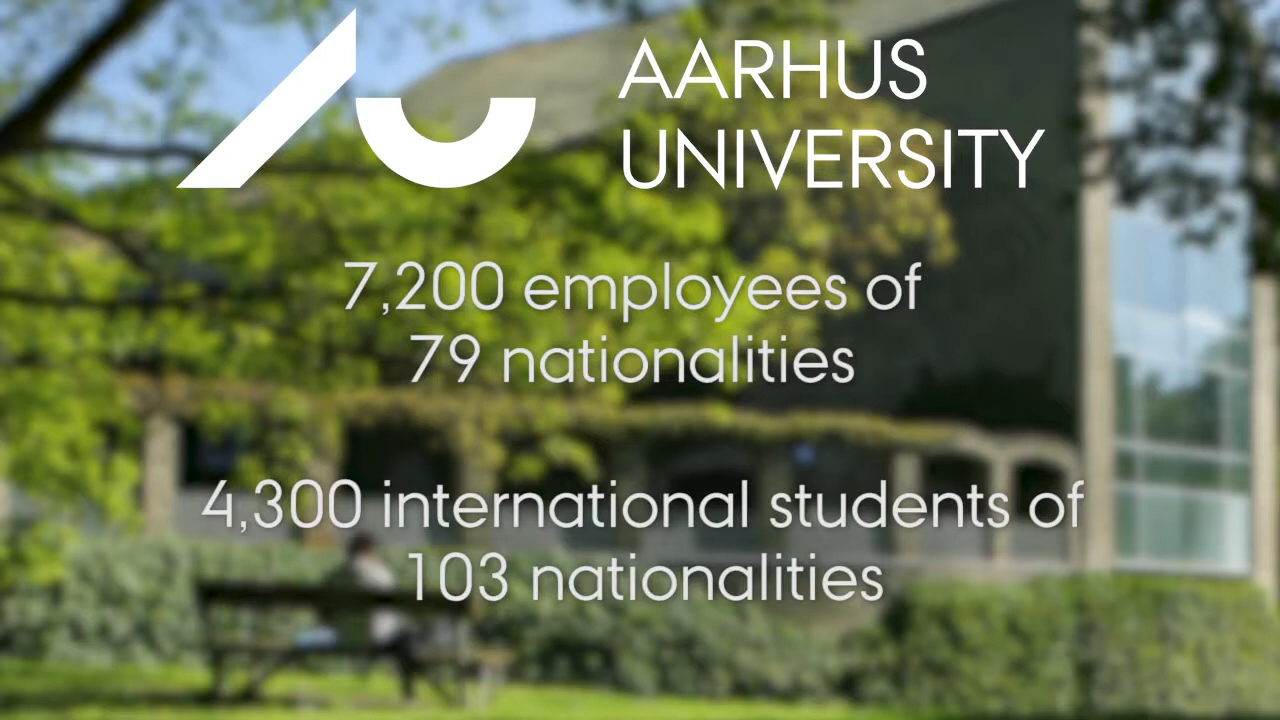 AARHUS
UNIVERSITY
7,200 employees of
79 nationalities
4,300 international students of
103 nationalities